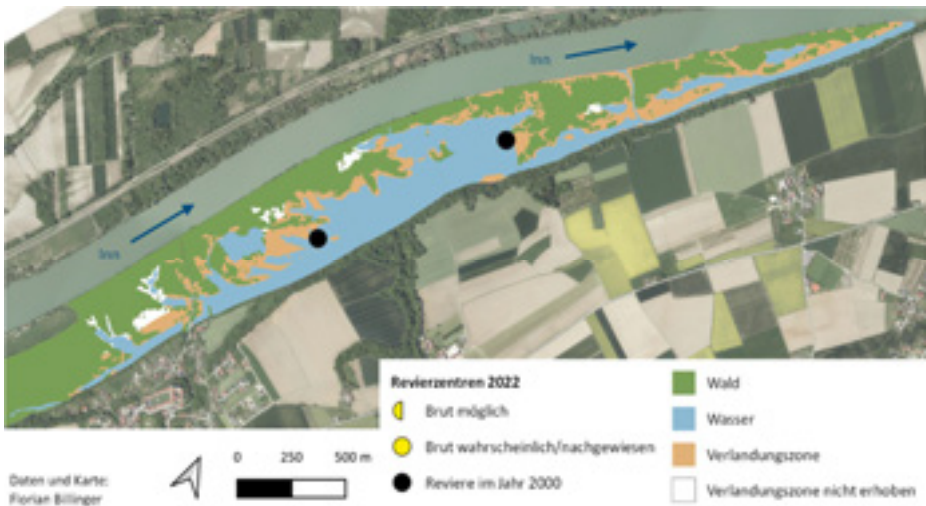 Inn
Inn
Revierzentren 2022
Brut möglich
Brut wahrscheinlich/nachgewiesen
Reviere im Jahr 2000
Wald
Wasser
Verlandungszone
Verlandungszone nicht erhoben
0 250 500 m
Daten und Karte:
Florian Billinger